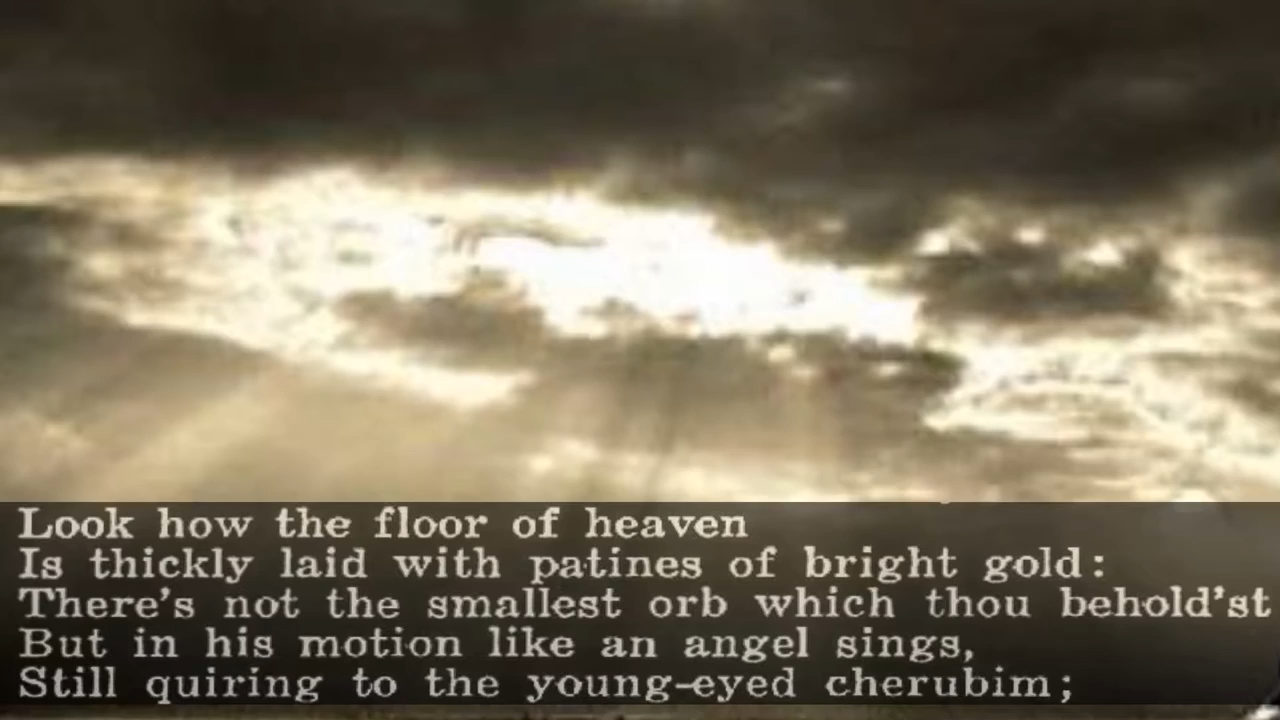 Look how the floor of heaven
Is thickly laid with patines of bright gold:
There's not the smallest orb which thou behold'st
But in his motion like an angel sings,
Still quiring to the young-eyed cherubim;